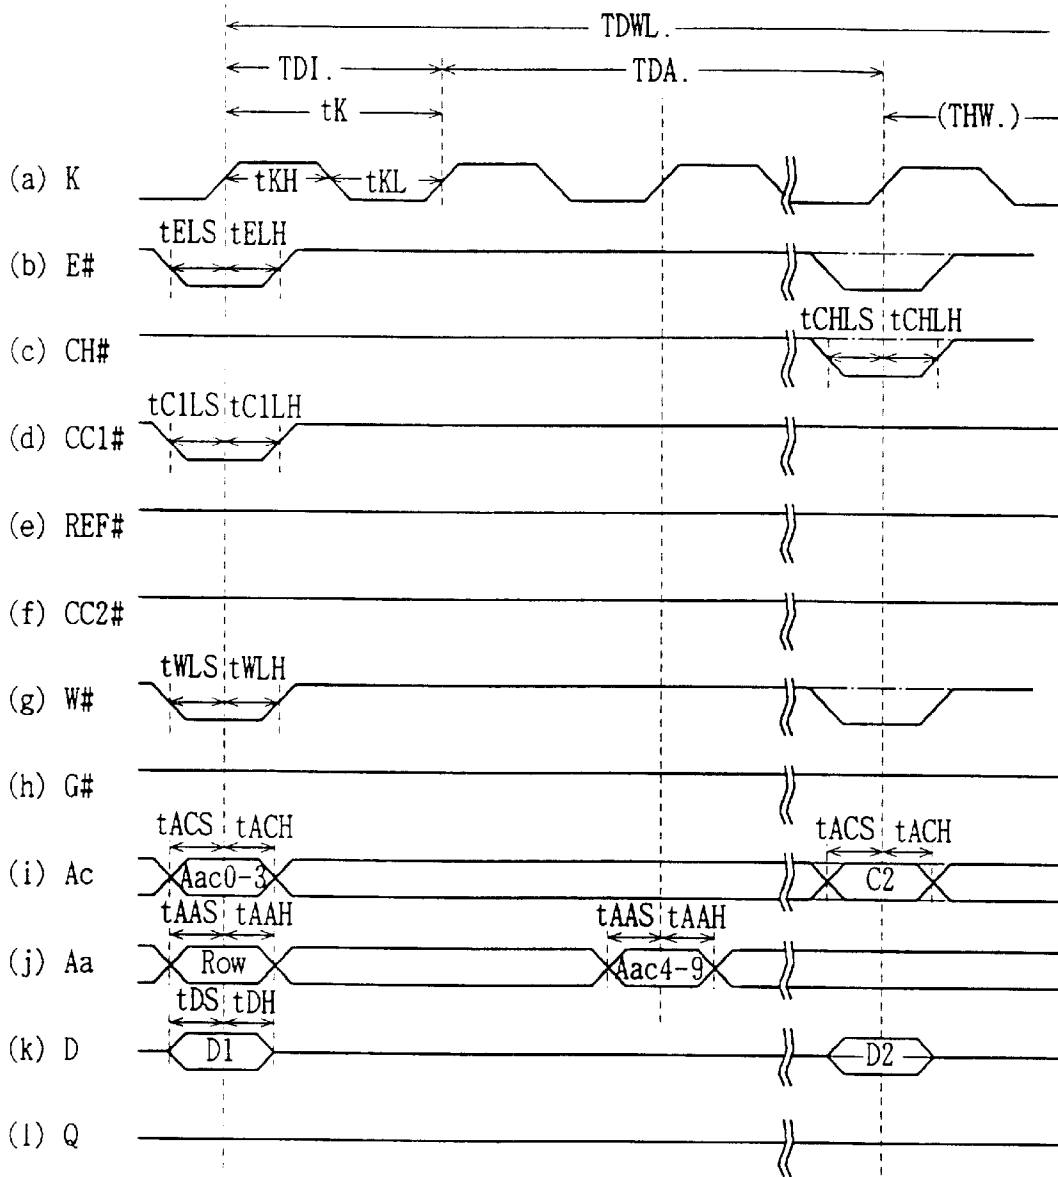 TDWL.
TDI. TDA.
tK (THW.)
(a) K tKH tKL
tELS tELH
(b) E#
tCHLS tCHLH
(c) CH#
tC1LS tC1LH
(d) CC1#
(e) REF#
(f) CC2#
tWLS tWLH
(g) W#
(h) G#
tACS tACH tACS tACH
(i) Ac Aac0-3 C2
tAAS tAAH tAAS tAAH
(j) Aa Row Aac4-9
tDS tDH
(k) D D1 D2
(l) Q